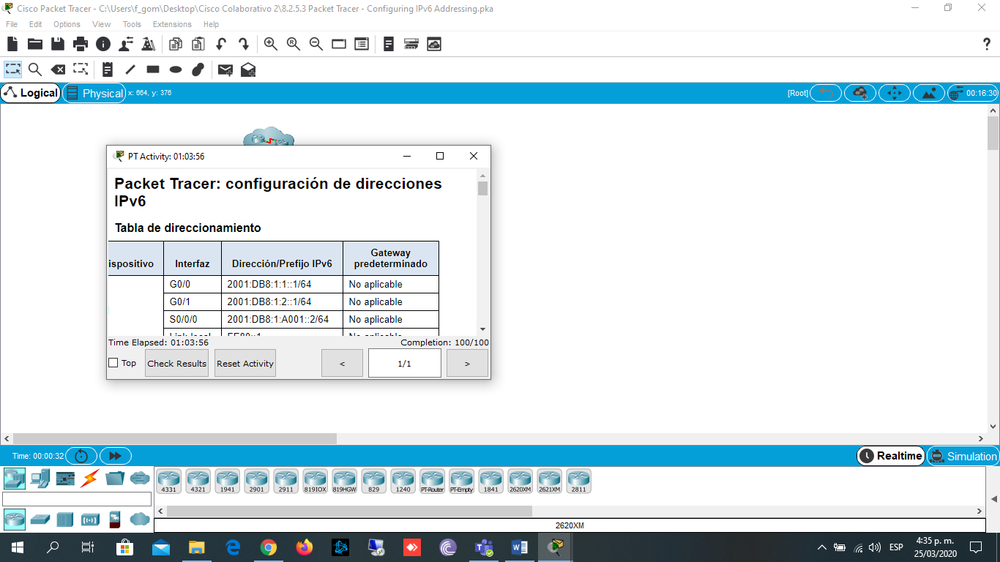 Cisco Packet Tracer - C:\Users\f_gom\Desktop\Cisco Colaborativo 2\8.2.5.3 Packet Tracer - Configuring IPv6 Addressing.pka
File Edit Options View Tools Extensions Help
Logical Physical x: 664, y: 376 [Root] 00:16:30
PT Activity: 01:03:56
Packet Tracer: configuración de direcciones
IPv6
Tabla de direccionamiento
ispositivo Interfaz Dirección/Prefijo IPv6 Gateway
predeterminado
G0/0 2001:DB8:1:1::1/64 No aplicable
G0/1 2001:DB8:1:2::1/64 No aplicable
S0/0/0 2001:DB8:1:A001::2/64 No aplicable
Link-local FE80::1 No aplicable
Time Elapsed: 01:03:56 Completion: 100/100
Top Check Results Reset Activity < 1/1 >
Time: 00:00:32 Realtime Simulation
4331 4321 1941 2901 2911 819IOX 819HGW 829 1240 PT-Router PT-Empty 1841 2620XM 2621XM 2811
2620XM
ESP
4:35 p. m.
25/03/2020